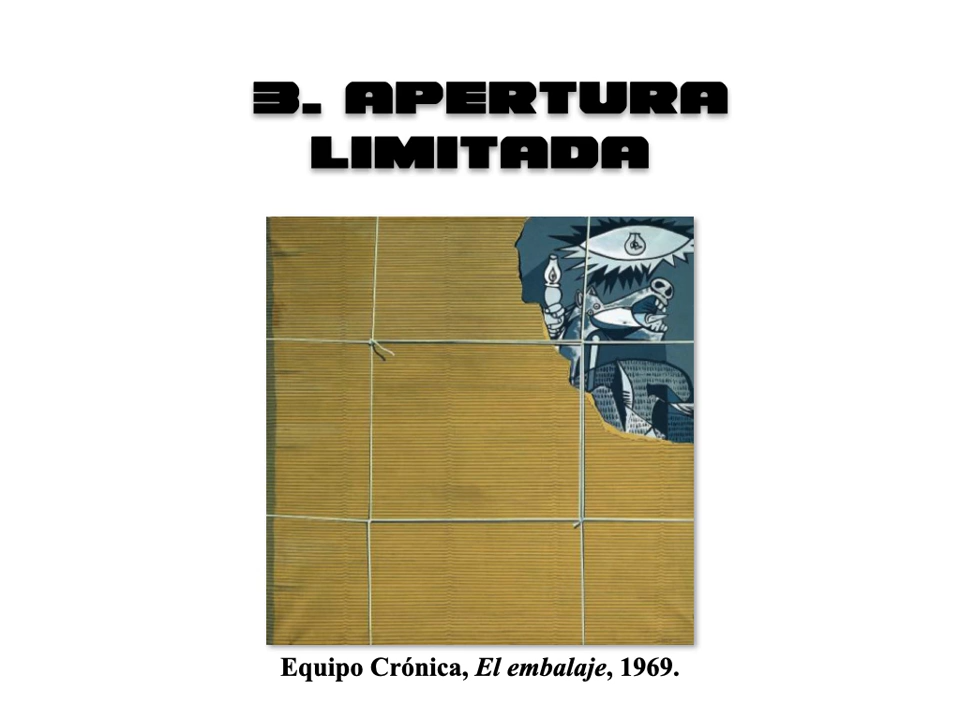 3. APERTURA
LIMITADA
Equipo Crónica, El embalaje, 1969.